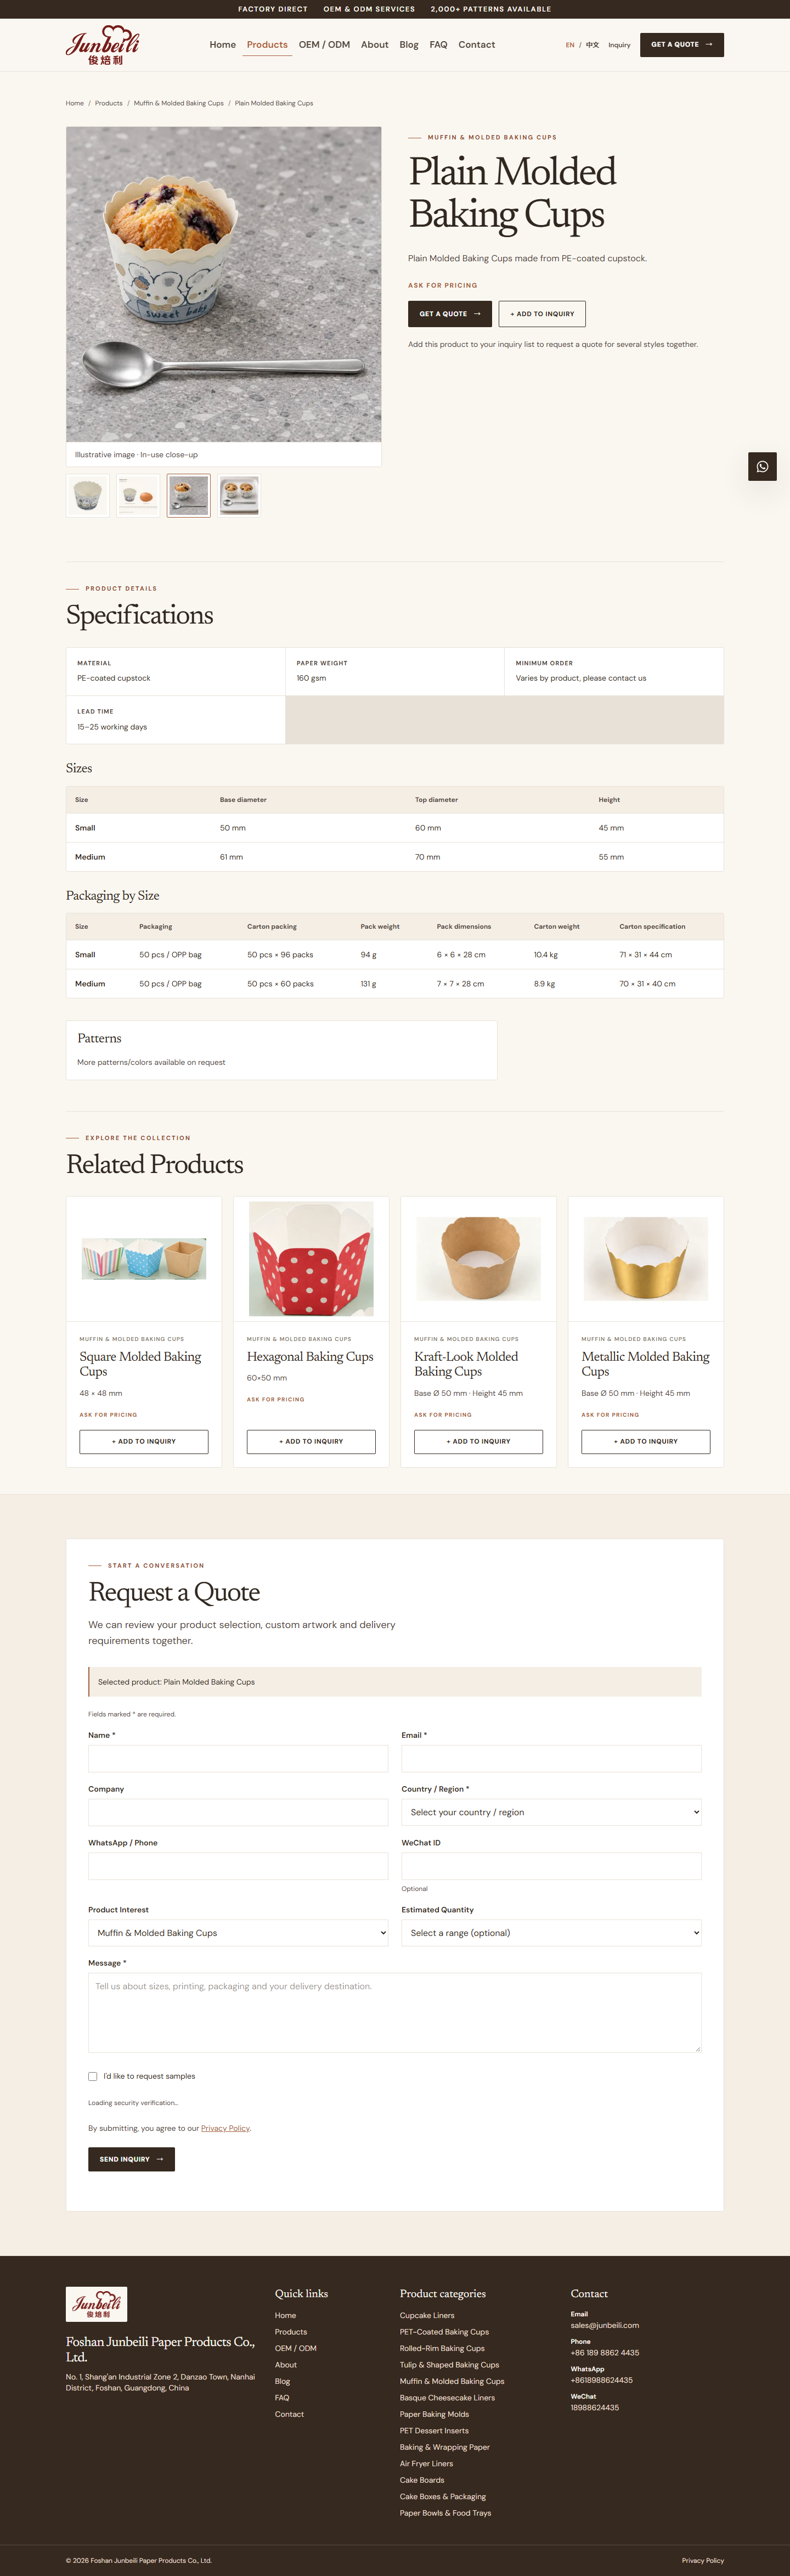 FACTORY DIRECT OEM & ODM SERVICES 2,000+ PATTERNS AVAILABLE
Junbeili
俊焙利
Home Products OEM / ODM About Blog FAQ Contact
EN / 中文 Inquiry GET A QUOTE →
Home / Products / Muffin & Molded Baking Cups / Plain Molded Baking Cups
sweet baby
Illustrative image · In-use close-up
MUFFIN & MOLDED BAKING CUPS
Plain Molded
Baking Cups
Plain Molded Baking Cups made from PE-coated cupstock.
ASK FOR PRICING
GET A QUOTE → + ADD TO INQUIRY
Add this product to your inquiry list to request a quote for several styles together.
PRODUCT DETAILS
Specifications
MATERIAL PAPER WEIGHT MINIMUM ORDER
PE-coated cupstock 160 gsm Varies by product, please contact us
LEAD TIME
15–25 working days
Sizes
Size Base diameter Top diameter Height
Small 50 mm 60 mm 45 mm
Medium 61 mm 70 mm 55 mm
Packaging by Size
Size Packaging Carton packing Pack weight Pack dimensions Carton weight Carton specification
Small 50 pcs / OPP bag 50 pcs × 96 packs 94 g 6 × 6 × 28 cm 10.4 kg 71 × 31 × 44 cm
Medium 50 pcs / OPP bag 50 pcs × 60 packs 131 g 7 × 7 × 28 cm 8.9 kg 70 × 31 × 40 cm
Patterns
More patterns/colors available on request
EXPLORE THE COLLECTION
Related Products
MUFFIN & MOLDED BAKING CUPS
Square Molded Baking
Cups
48 × 48 mm
ASK FOR PRICING
+ ADD TO INQUIRY
MUFFIN & MOLDED BAKING CUPS
Hexagonal Baking Cups
60×50 mm
ASK FOR PRICING
+ ADD TO INQUIRY
MUFFIN & MOLDED BAKING CUPS
Kraft-Look Molded
Baking Cups
Base Ø 50 mm · Height 45 mm
ASK FOR PRICING
+ ADD TO INQUIRY
MUFFIN & MOLDED BAKING CUPS
Metallic Molded Baking
Cups
Base Ø 50 mm · Height 45 mm
ASK FOR PRICING
+ ADD TO INQUIRY
START A CONVERSATION
Request a Quote
We can review your product selection, custom artwork and delivery
requirements together.
Selected product: Plain Molded Baking Cups
Fields marked * are required.
Name * Email *
Company Country / Region *
Select your country / region
WhatsApp / Phone WeChat ID
Optional
Product Interest Estimated Quantity
Muffin & Molded Baking Cups Select a range (optional)
Message *
Tell us about sizes, printing, packaging and your delivery destination.
I'd like to request samples
Loading security verification…
By submitting, you agree to our Privacy Policy.
SEND INQUIRY →
Junbeili
俊焙利
Foshan Junbeili Paper Products Co.,
Ltd.
No. 1, Shang'an Industrial Zone 2, Danzao Town, Nanhai
District, Foshan, Guangdong, China
Quick links
Home
Products
OEM / ODM
About
Blog
FAQ
Contact
Product categories
Cupcake Liners
PET-Coated Baking Cups
Rolled-Rim Baking Cups
Tulip & Shaped Baking Cups
Muffin & Molded Baking Cups
Basque Cheesecake Liners
Paper Baking Molds
PET Dessert Inserts
Baking & Wrapping Paper
Air Fryer Liners
Cake Boards
Cake Boxes & Packaging
Paper Bowls & Food Trays
Contact
Email
sales@junbeili.com
Phone
+86 189 8862 4435
WhatsApp
+8618988624435
WeChat
18988624435
© 2026 Foshan Junbeili Paper Products Co., Ltd. Privacy Policy